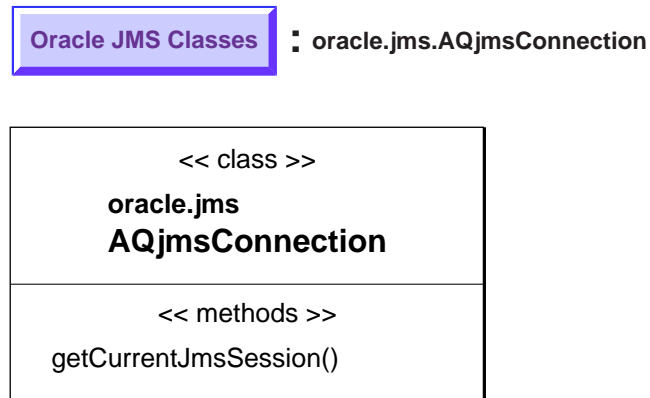 Oracle JMS Classes : oracle.jms.AQjmsConnection
<< class >>
oracle.jms
AQjmsConnection
<< methods >>
getCurrentJmsSession()